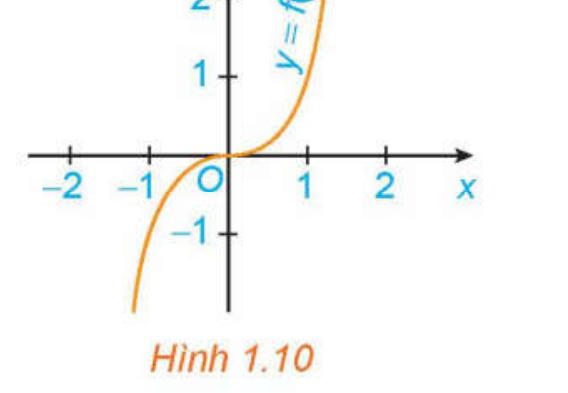 2
y = f(
1
−2 −1 O 1 2 x
−1
Hình 1.10